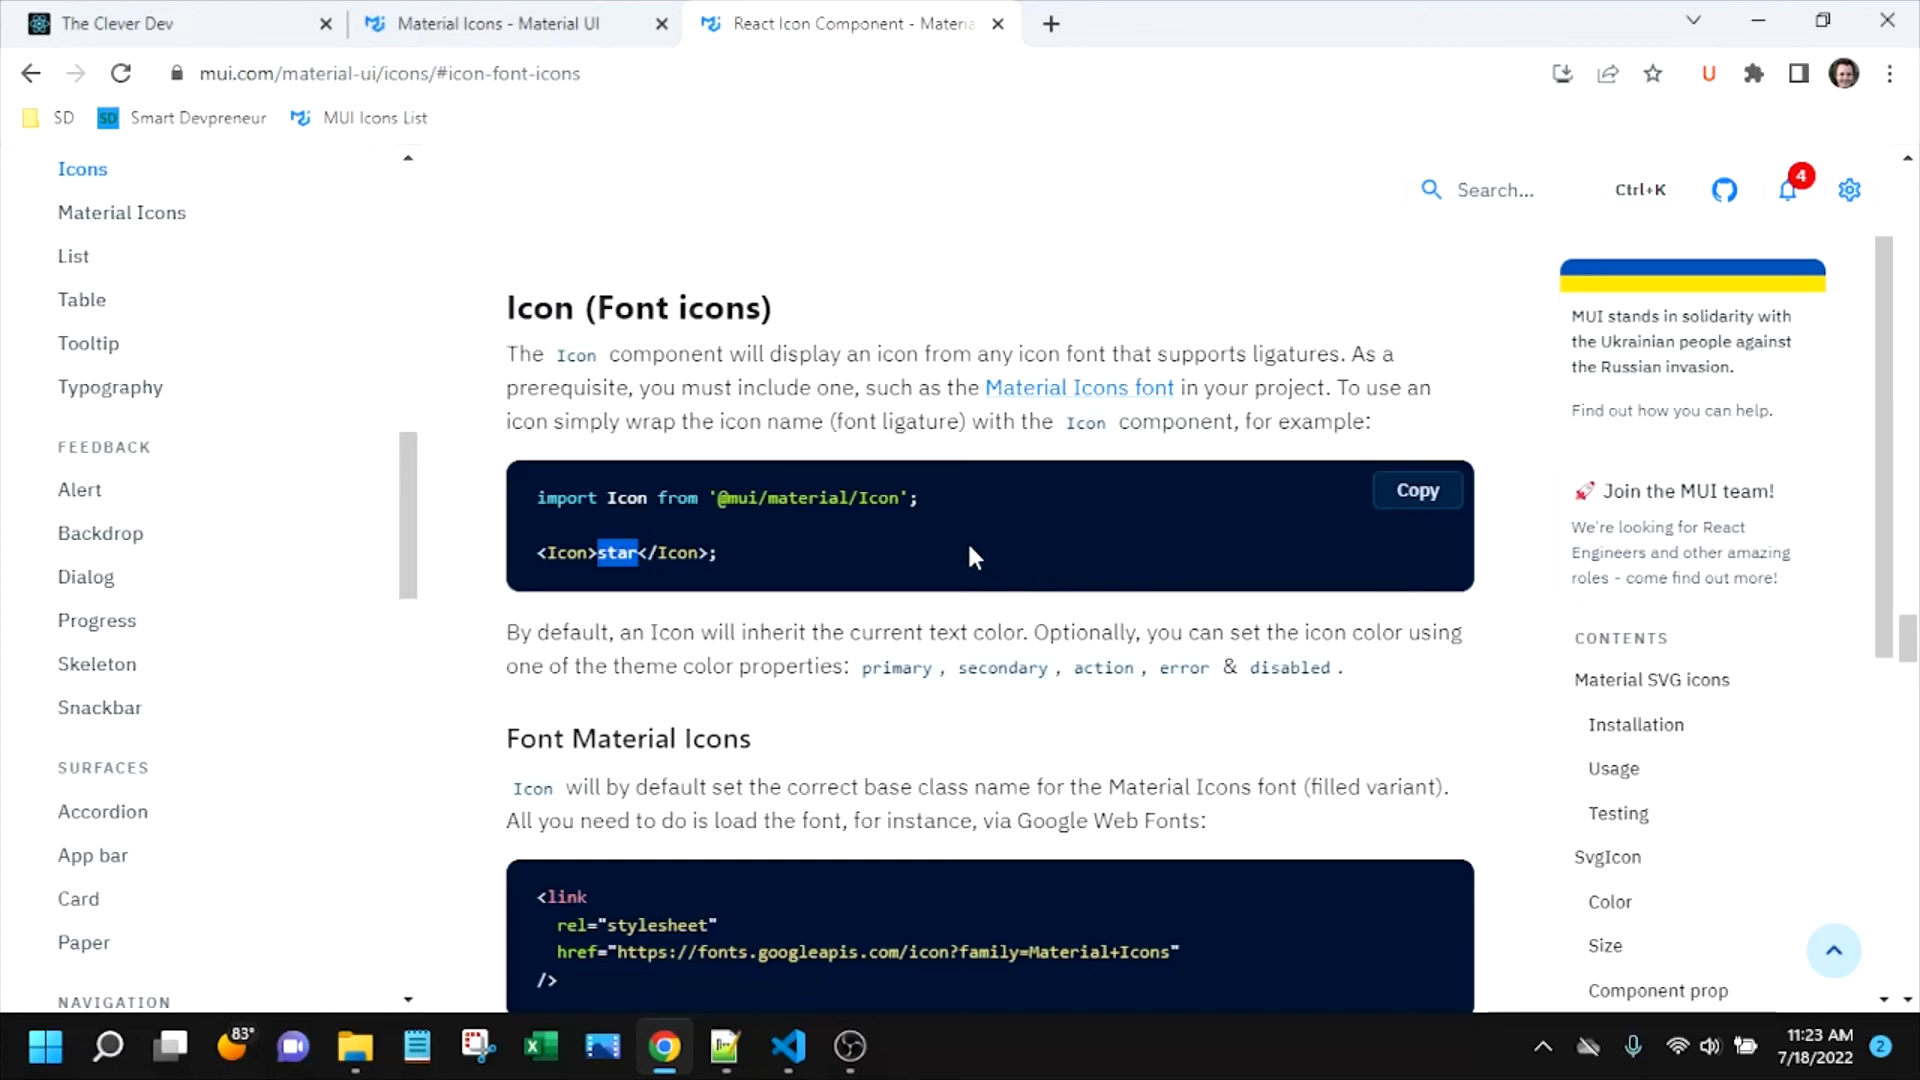 The Clever Dev
Material Icons - Material UI
React Icon Component - Materia
mui.com/material-ui/icons/#icon-font-icons
SD
SD Smart Devpreneur
MUI Icons List
Icons
Material Icons
List
Table
Tooltip
Typography
FEEDBACK
Alert
Backdrop
Dialog
Progress
Skeleton
Snackbar
SURFACES
Accordion
App bar
Card
Paper
NAVIGATION
Search...
Ctrl+K
4
Icon (Font icons)
The Icon component will display an icon from any icon font that supports ligatures. As a
prerequisite, you must include one, such as the Material Icons font in your project. To use an
icon simply wrap the icon name (font ligature) with the Icon component, for example:
import Icon from '@mui/material/Icon';
Copy
<Icon>star</Icon>;
By default, an Icon will inherit the current text color. Optionally, you can set the icon color using
one of the theme color properties: primary, secondary, action, error & disabled.
Font Material Icons
Icon will by default set the correct base class name for the Material Icons font (filled variant).
All you need to do is load the font, for instance, via Google Web Fonts:
<link
rel="stylesheet"
href="https://fonts.googleapis.com/icon?family=Material+Icons"
/>
MUI stands in solidarity with
the Ukrainian people against
the Russian invasion.
Find out how you can help.
🚀 Join the MUI team!
We're looking for React
Engineers and other amazing
roles - come find out more!
CONTENTS
Material SVG icons
Installation
Usage
Testing
SvgIcon
Color
Size
Component prop
83°
11:23 AM
7/18/2022
2